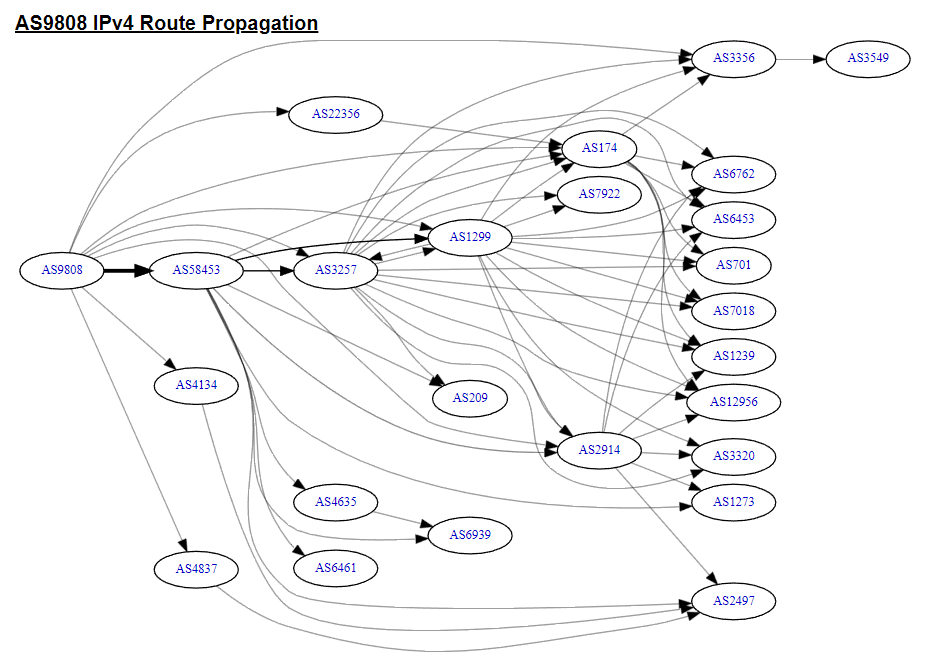 AS9808 IPv4 Route Propagation
AS3356
AS3549
AS22356
AS174
AS6762
AS7922
AS6453
AS1299
AS701
AS9808
AS58453
AS3257
AS7018
AS1239
AS4134
AS209
AS12956
AS2914
AS3320
AS4635
AS1273
AS6939
AS4837
AS6461
AS2497